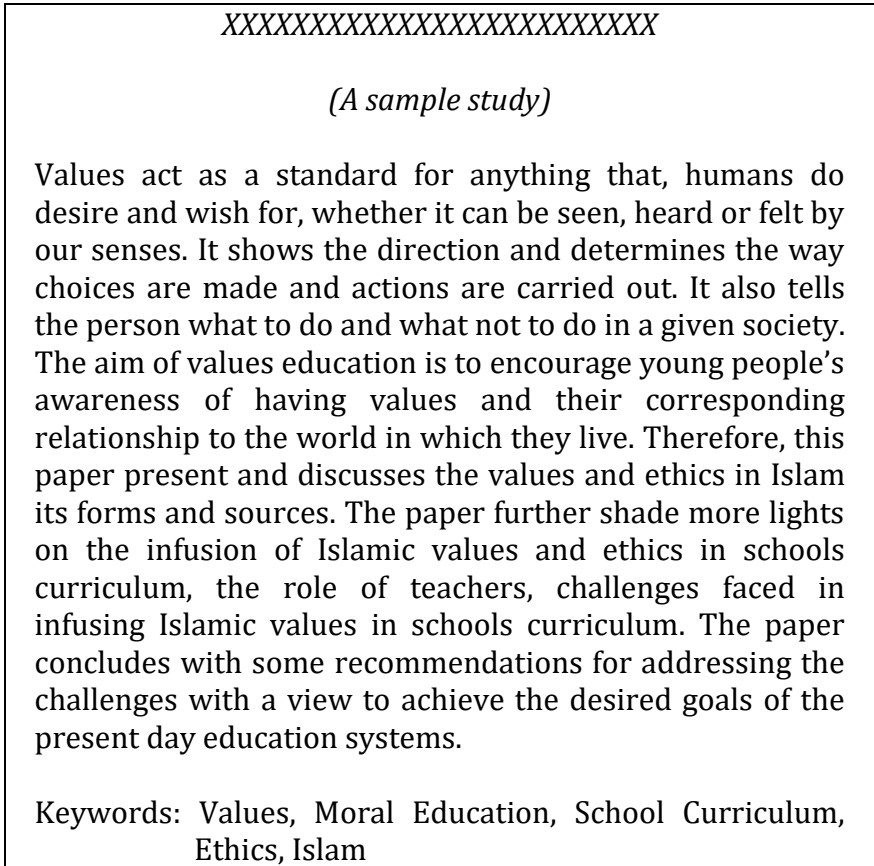 XXXXXXXXXXXXXXXXXXXXXXXXX
(A sample study)
Values act as a standard for anything that, humans do
desire and wish for, whether it can be seen, heard or felt by
our senses. It shows the direction and determines the way
choices are made and actions are carried out. It also tells
the person what to do and what not to do in a given society.
The aim of values education is to encourage young people’s
awareness of having values and their corresponding
relationship to the world in which they live. Therefore, this
paper present and discusses the values and ethics in Islam
its forms and sources. The paper further shade more lights
on the infusion of Islamic values and ethics in schools
curriculum, the role of teachers, challenges faced in
infusing Islamic values in schools curriculum. The paper
concludes with some recommendations for addressing the
challenges with a view to achieve the desired goals of the
present day education systems.
Keywords: Values, Moral Education, School Curriculum,
Ethics, Islam